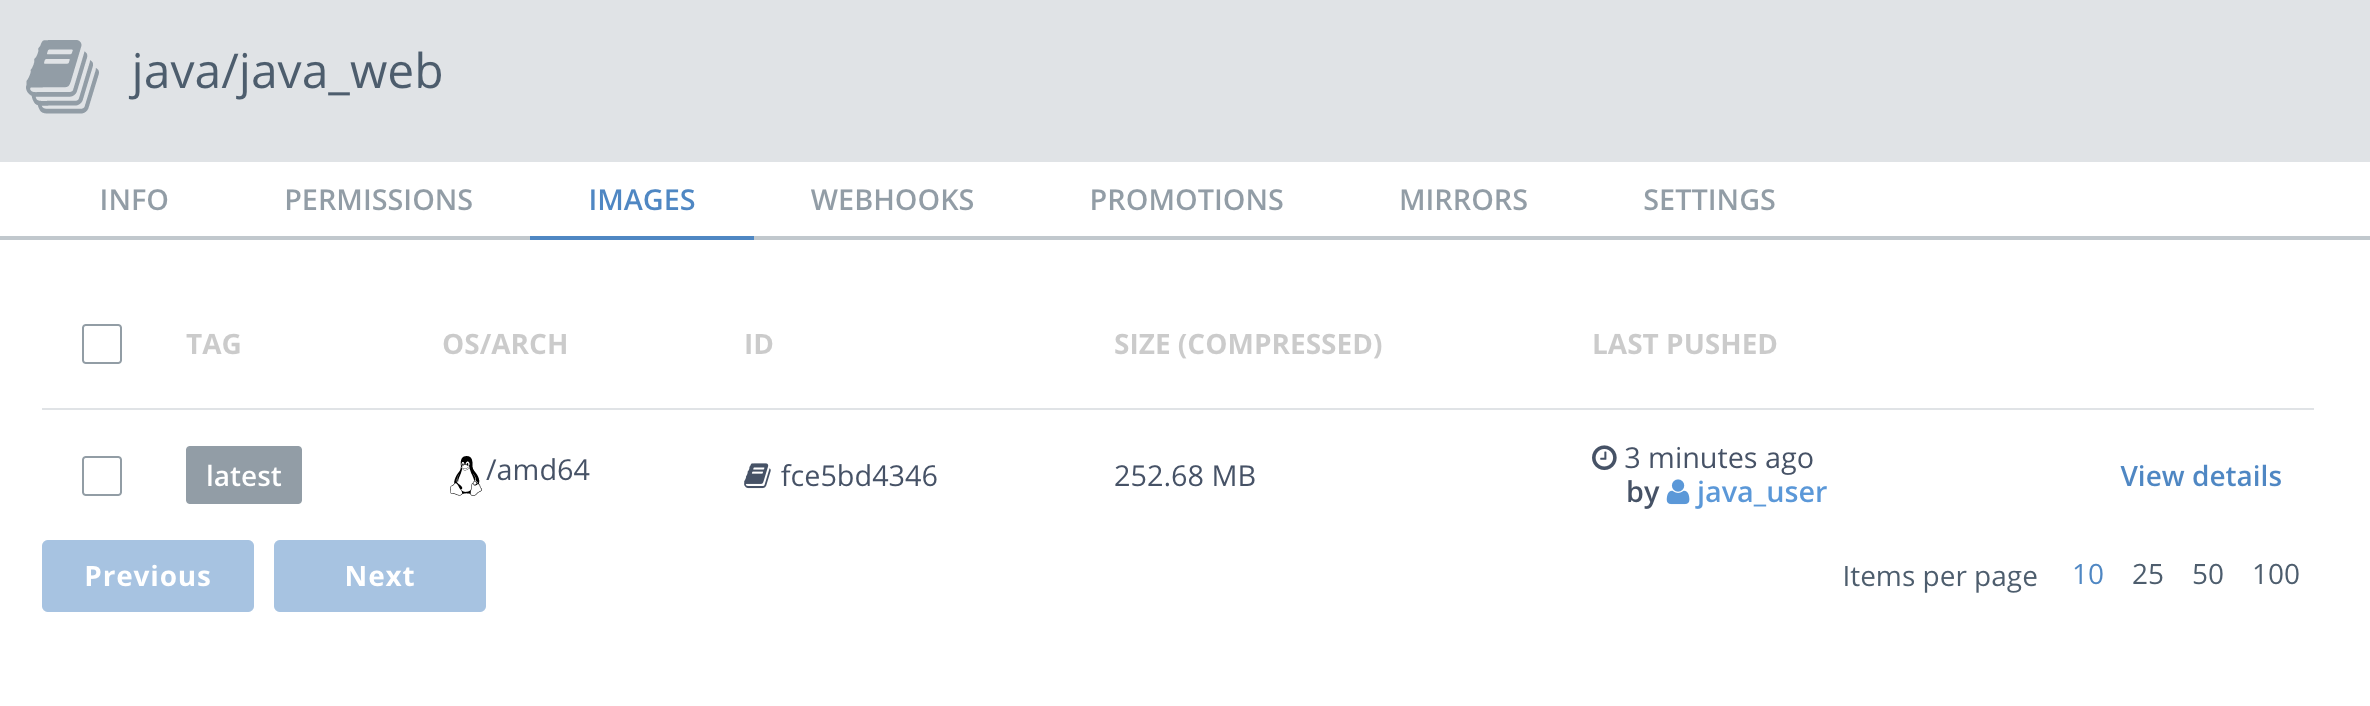 java/java_web
INFO PERMISSIONS IMAGES WEBHOOKS PROMOTIONS MIRRORS SETTINGS
TAG OS/ARCH ID SIZE (COMPRESSED) LAST PUSHED
latest /amd64 fce5bd4346 252.68 MB 3 minutes ago
by java_user
View details
Previous Next Items per page 10 25 50 100